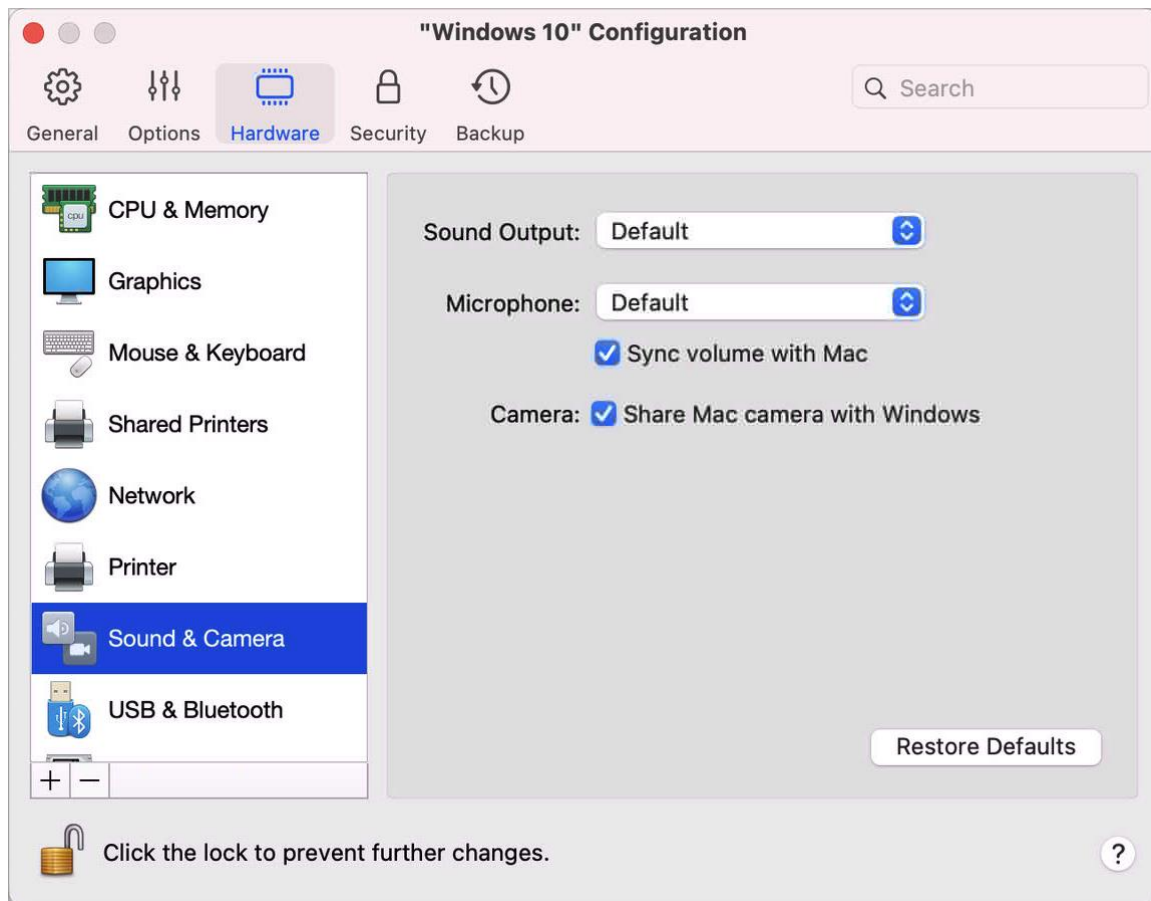 "Windows 10" Configuration
General
Options
Hardware
Security
Backup
Search
CPU & Memory
cpu
Graphics
Mouse & Keyboard
Shared Printers
Network
Printer
Sound & Camera
USB & Bluetooth
Sound Output: Default
Microphone: Default
Sync volume with Mac
Camera: Share Mac camera with Windows
Restore Defaults
Click the lock to prevent further changes.
?